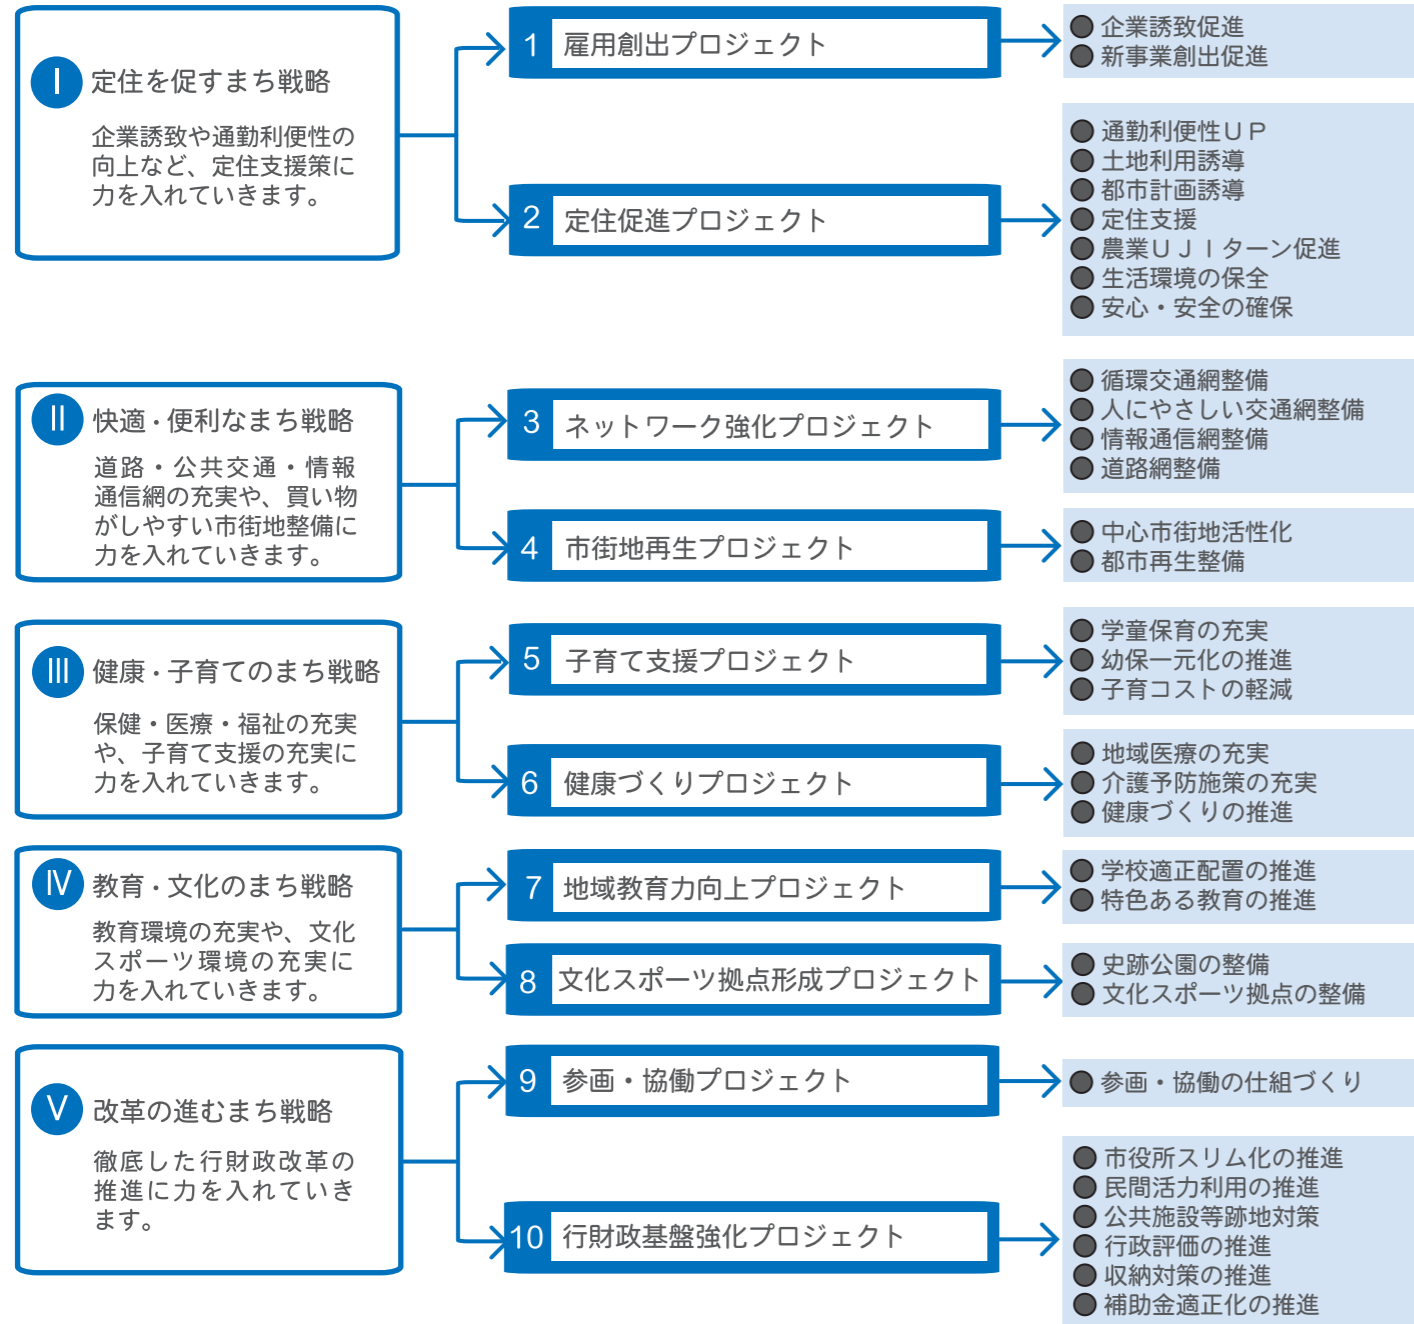 Ⅰ 定住を促すまち戦略
企業誘致や通勤利便性の
向上など、定住支援策に
力を入れていきます。
1 雇用創出プロジェクト
● 企業誘致促進
● 新事業創出促進
2 定住促進プロジェクト
● 通勤利便性ＵＰ
● 土地利用誘導
● 都市計画誘導
● 定住支援
● 農業ＵＪＩターン促進
● 生活環境の保全
● 安心・安全の確保
Ⅱ 快適・便利なまち戦略
道路・公共交通・情報
通信網の充実や、買い物
がしやすい市街地整備に
力を入れていきます。
3 ネットワーク強化プロジェクト
● 循環交通網整備
● 人にやさしい交通網整備
● 情報通信網整備
● 道路網整備
4 市街地再生プロジェクト
● 中心市街地活性化
● 都市再生整備
Ⅲ 健康・子育てのまち戦略
保健・医療・福祉の充実
や、子育て支援の充実に
力を入れていきます。
5 子育て支援プロジェクト
● 学童保育の充実
● 幼保一元化の推進
● 子育コストの軽減
6 健康づくりプロジェクト
● 地域医療の充実
● 介護予防施策の充実
● 健康づくりの推進
Ⅳ 教育・文化のまち戦略
教育環境の充実や、文化
スポーツ環境の充実に
力を入れていきます。
7 地域教育力向上プロジェクト
● 学校適正配置の推進
● 特色ある教育の推進
8 文化スポーツ拠点形成プロジェクト
● 史跡公園の整備
● 文化スポーツ拠点の整備
Ⅴ 改革の進むまち戦略
徹底した行財政改革の
推進に力を入れていき
ます。
9 参画・協働プロジェクト
● 参画・協働の仕組づくり
10 行財政基盤強化プロジェクト
● 市役所スリム化の推進
● 民間活力利用の推進
● 公共施設等跡地対策
● 行政評価の推進
● 収納対策の推進
● 補助金適正化の推進